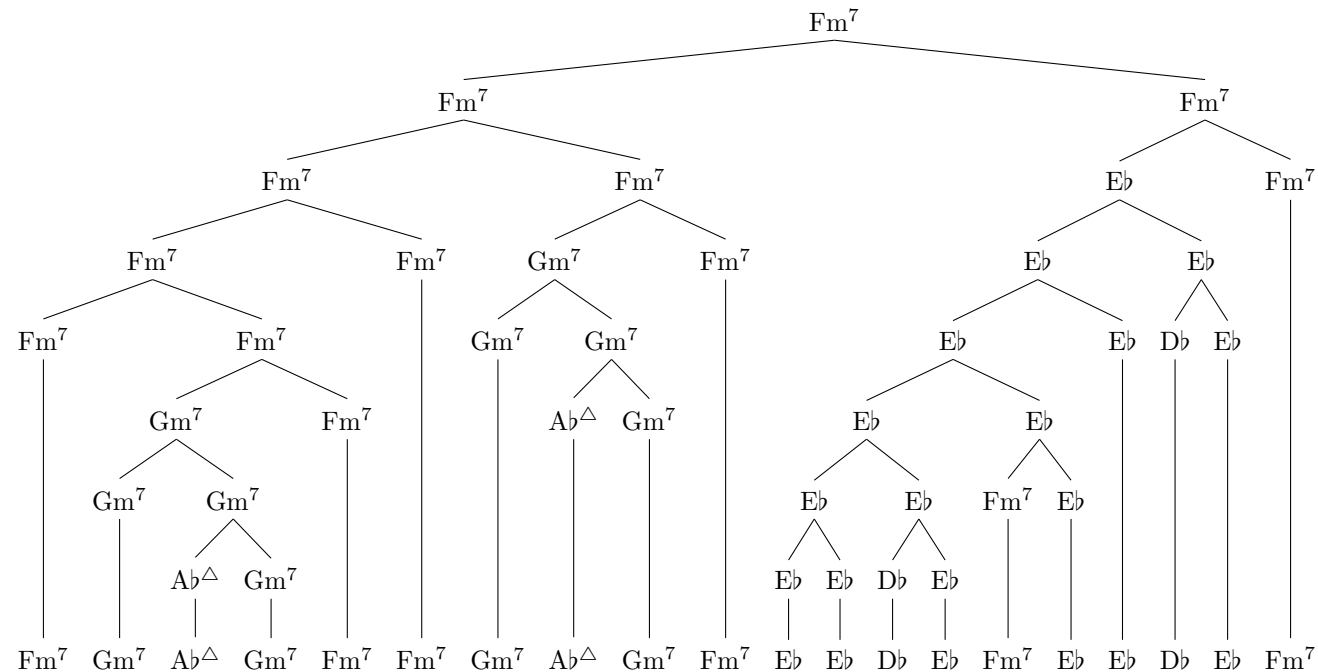 Fm⁷
Fm⁷ Fm⁷
Fm⁷ Fm⁷ E♭ Fm⁷
Fm⁷ Fm⁷ Gm⁷ Fm⁷ E♭ E♭
Fm⁷ Fm⁷ Gm⁷ Gm⁷ E♭ E♭ D♭ E♭
Gm⁷ Fm⁷ A♭△ Gm⁷ E♭ E♭
Gm⁷ Gm⁷ E♭ E♭ Fm⁷ E♭
A♭△ Gm⁷ E♭ E♭ D♭ E♭
Fm⁷ Gm⁷ A♭△ Gm⁷ Fm⁷ Fm⁷ Gm⁷ A♭△ Gm⁷ Fm⁷ E♭ E♭ D♭ E♭ Fm⁷ E♭ E♭ D♭ E♭ Fm⁷